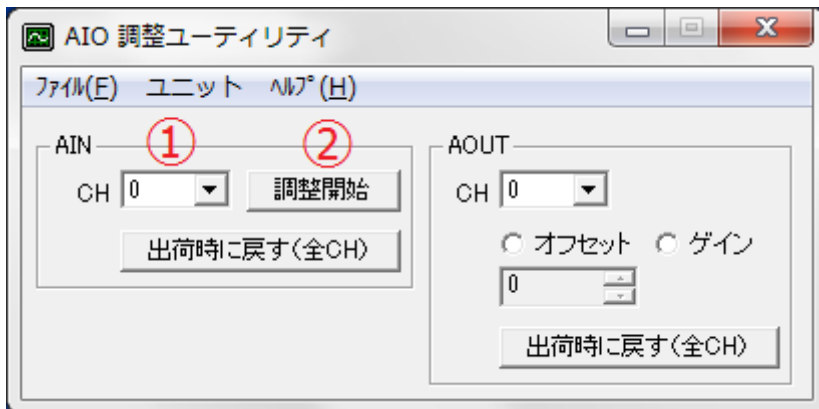 AIO 調整ユーティリティ
ﾌｧｲﾙ(F) ユニット ﾍﾙﾌﾟ(H)
AIN ① ②
CH 0 調整開始
出荷時に戻す(全CH)
AOUT
CH 0
オフセット ゲイン
0
出荷時に戻す(全CH)